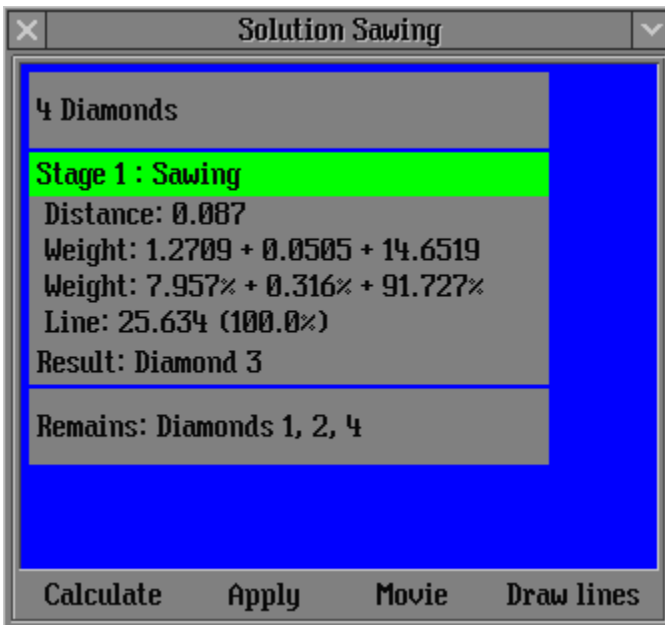 Solution Sawing
4 Diamonds
Stage 1 : Sawing
Distance: 0.087
Weight: 1.2709 + 0.0505 + 14.6519
Weight: 7.957% + 0.316% + 91.727%
Line: 25.634 (100.0%)
Result: Diamond 3
Remains: Diamonds 1, 2, 4
Calculate Apply Movie Draw lines